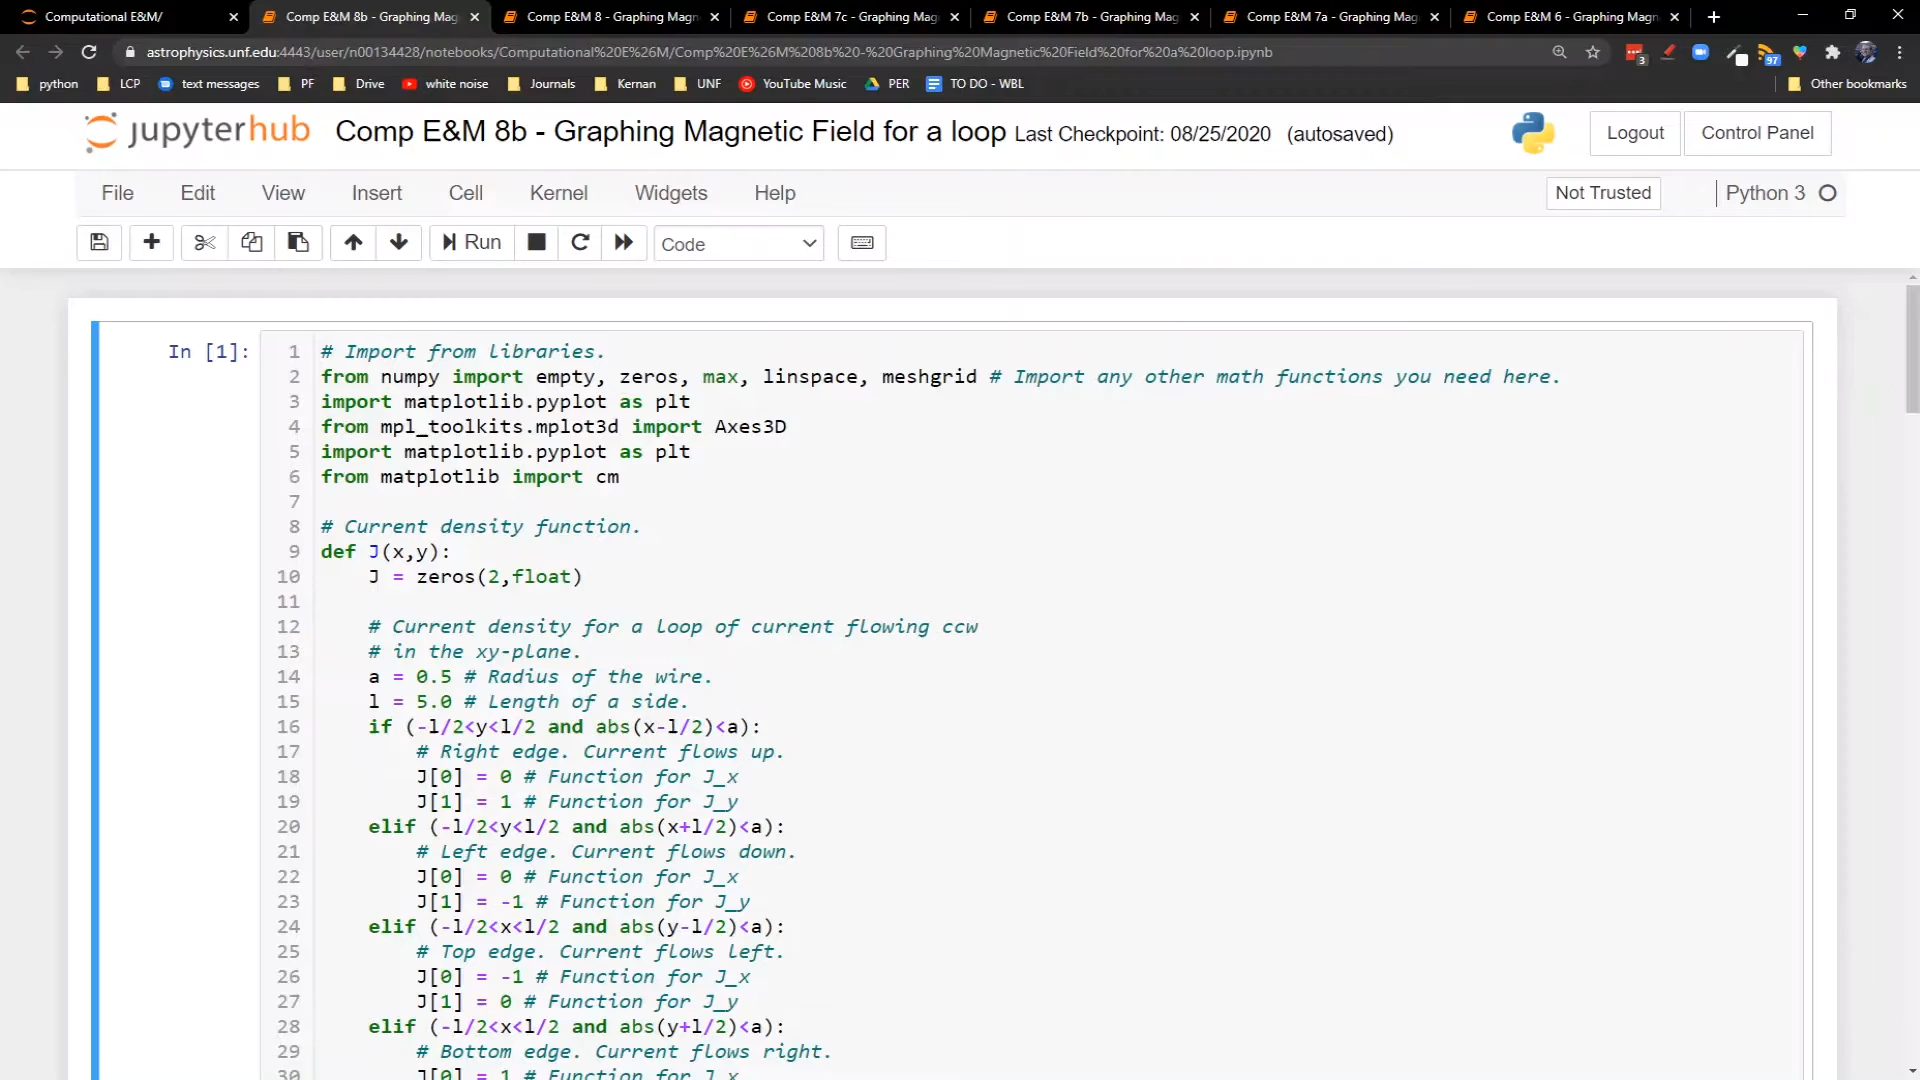 Computational E&M/
Comp E&M 8b - Graphing Mag
Comp E&M 8 - Graphing Magn
Comp E&M 7c - Graphing Mag
Comp E&M 7b - Graphing Mag
Comp E&M 7a - Graphing Mag
Comp E&M 6 - Graphing Magn
astrophysics.unf.edu:4443/user/n00134428/notebooks/Computational%20E%26M/Comp%20E%26M%208b%20-%20Graphing%20Magnetic%20Field%20for%20a%20loop.ipynb
3
97
python
LCP
text messages
PF
Drive
white noise
Journals
Kernan
UNF
YouTube Music
PER
TO DO - WBL
Other bookmarks
jupyterhub Comp E&M 8b - Graphing Magnetic Field for a loop Last Checkpoint: 08/25/2020 (autosaved)
Logout
Control Panel
File Edit View Insert Cell Kernel Widgets Help
Not Trusted
Python 3
Run
Code
In [1]:
1 # Import from libraries.
2 from numpy import empty, zeros, max, linspace, meshgrid # Import any other math functions you need here.
3 import matplotlib.pyplot as plt
4 from mpl_toolkits.mplot3d import Axes3D
5 import matplotlib.pyplot as plt
6 from matplotlib import cm
7
8 # Current density function.
9 def J(x,y):
10 J = zeros(2,float)
11
12 # Current density for a loop of current flowing ccw
13 # in the xy-plane.
14 a = 0.5 # Radius of the wire.
15 l = 5.0 # Length of a side.
16 if (-l/2<y<l/2 and abs(x-l/2)<a):
17 # Right edge. Current flows up.
18 J[0] = 0 # Function for J_x
19 J[1] = 1 # Function for J_y
20 elif (-l/2<y<l/2 and abs(x+l/2)<a):
21 # Left edge. Current flows down.
22 J[0] = 0 # Function for J_x
23 J[1] = -1 # Function for J_y
24 elif (-l/2<x<l/2 and abs(y-l/2)<a):
25 # Top edge. Current flows left.
26 J[0] = -1 # Function for J_x
27 J[1] = 0 # Function for J_y
28 elif (-l/2<x<l/2 and abs(y+l/2)<a):
29 # Bottom edge. Current flows right.
30 J[0] = 1 # Function for J_x